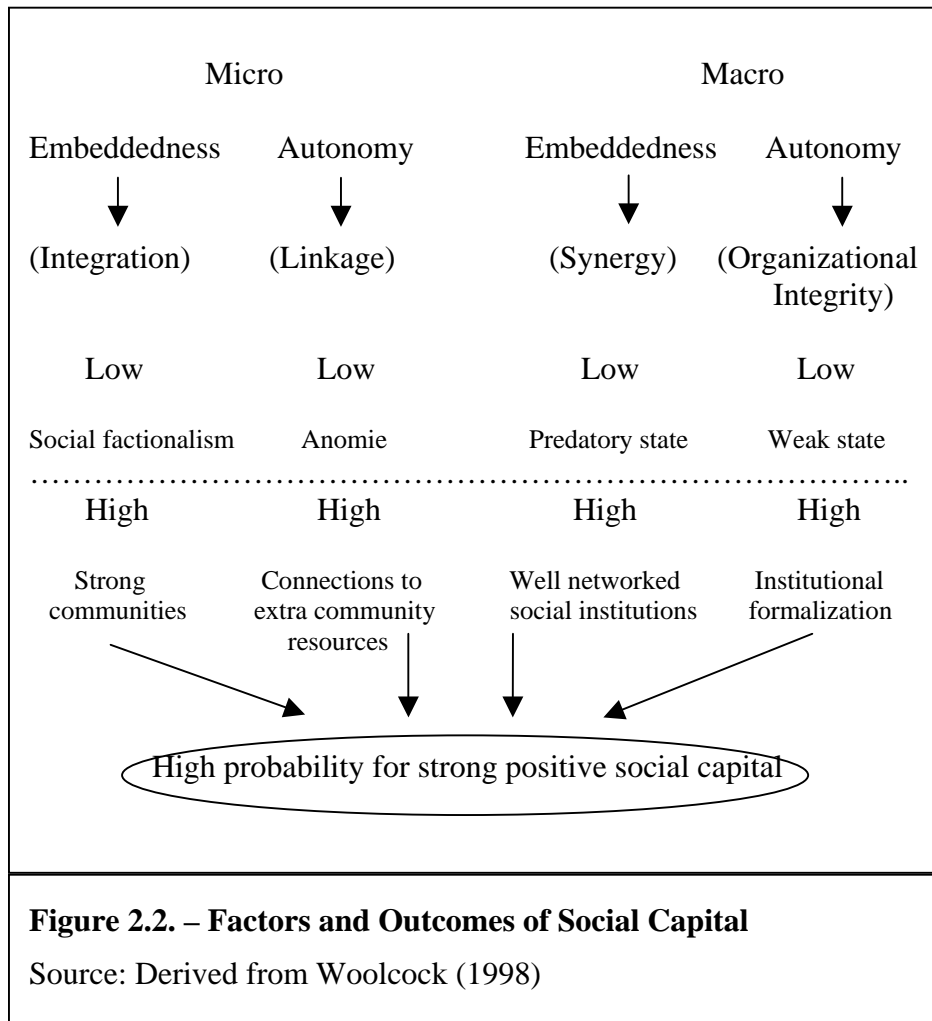 Micro Macro
Embeddedness Autonomy Embeddedness Autonomy
(Integration) (Linkage) (Synergy) (Organizational
Integrity)
Low Low Low Low
Social factionalism Anomie Predatory state Weak state
………………………………………………………………………………..
High High High High
Strong Connections to Well networked Institutional
communities extra community social institutions formalization
resources
High probability for strong positive social capital
Figure 2.2. – Factors and Outcomes of Social Capital
Source: Derived from Woolcock (1998)